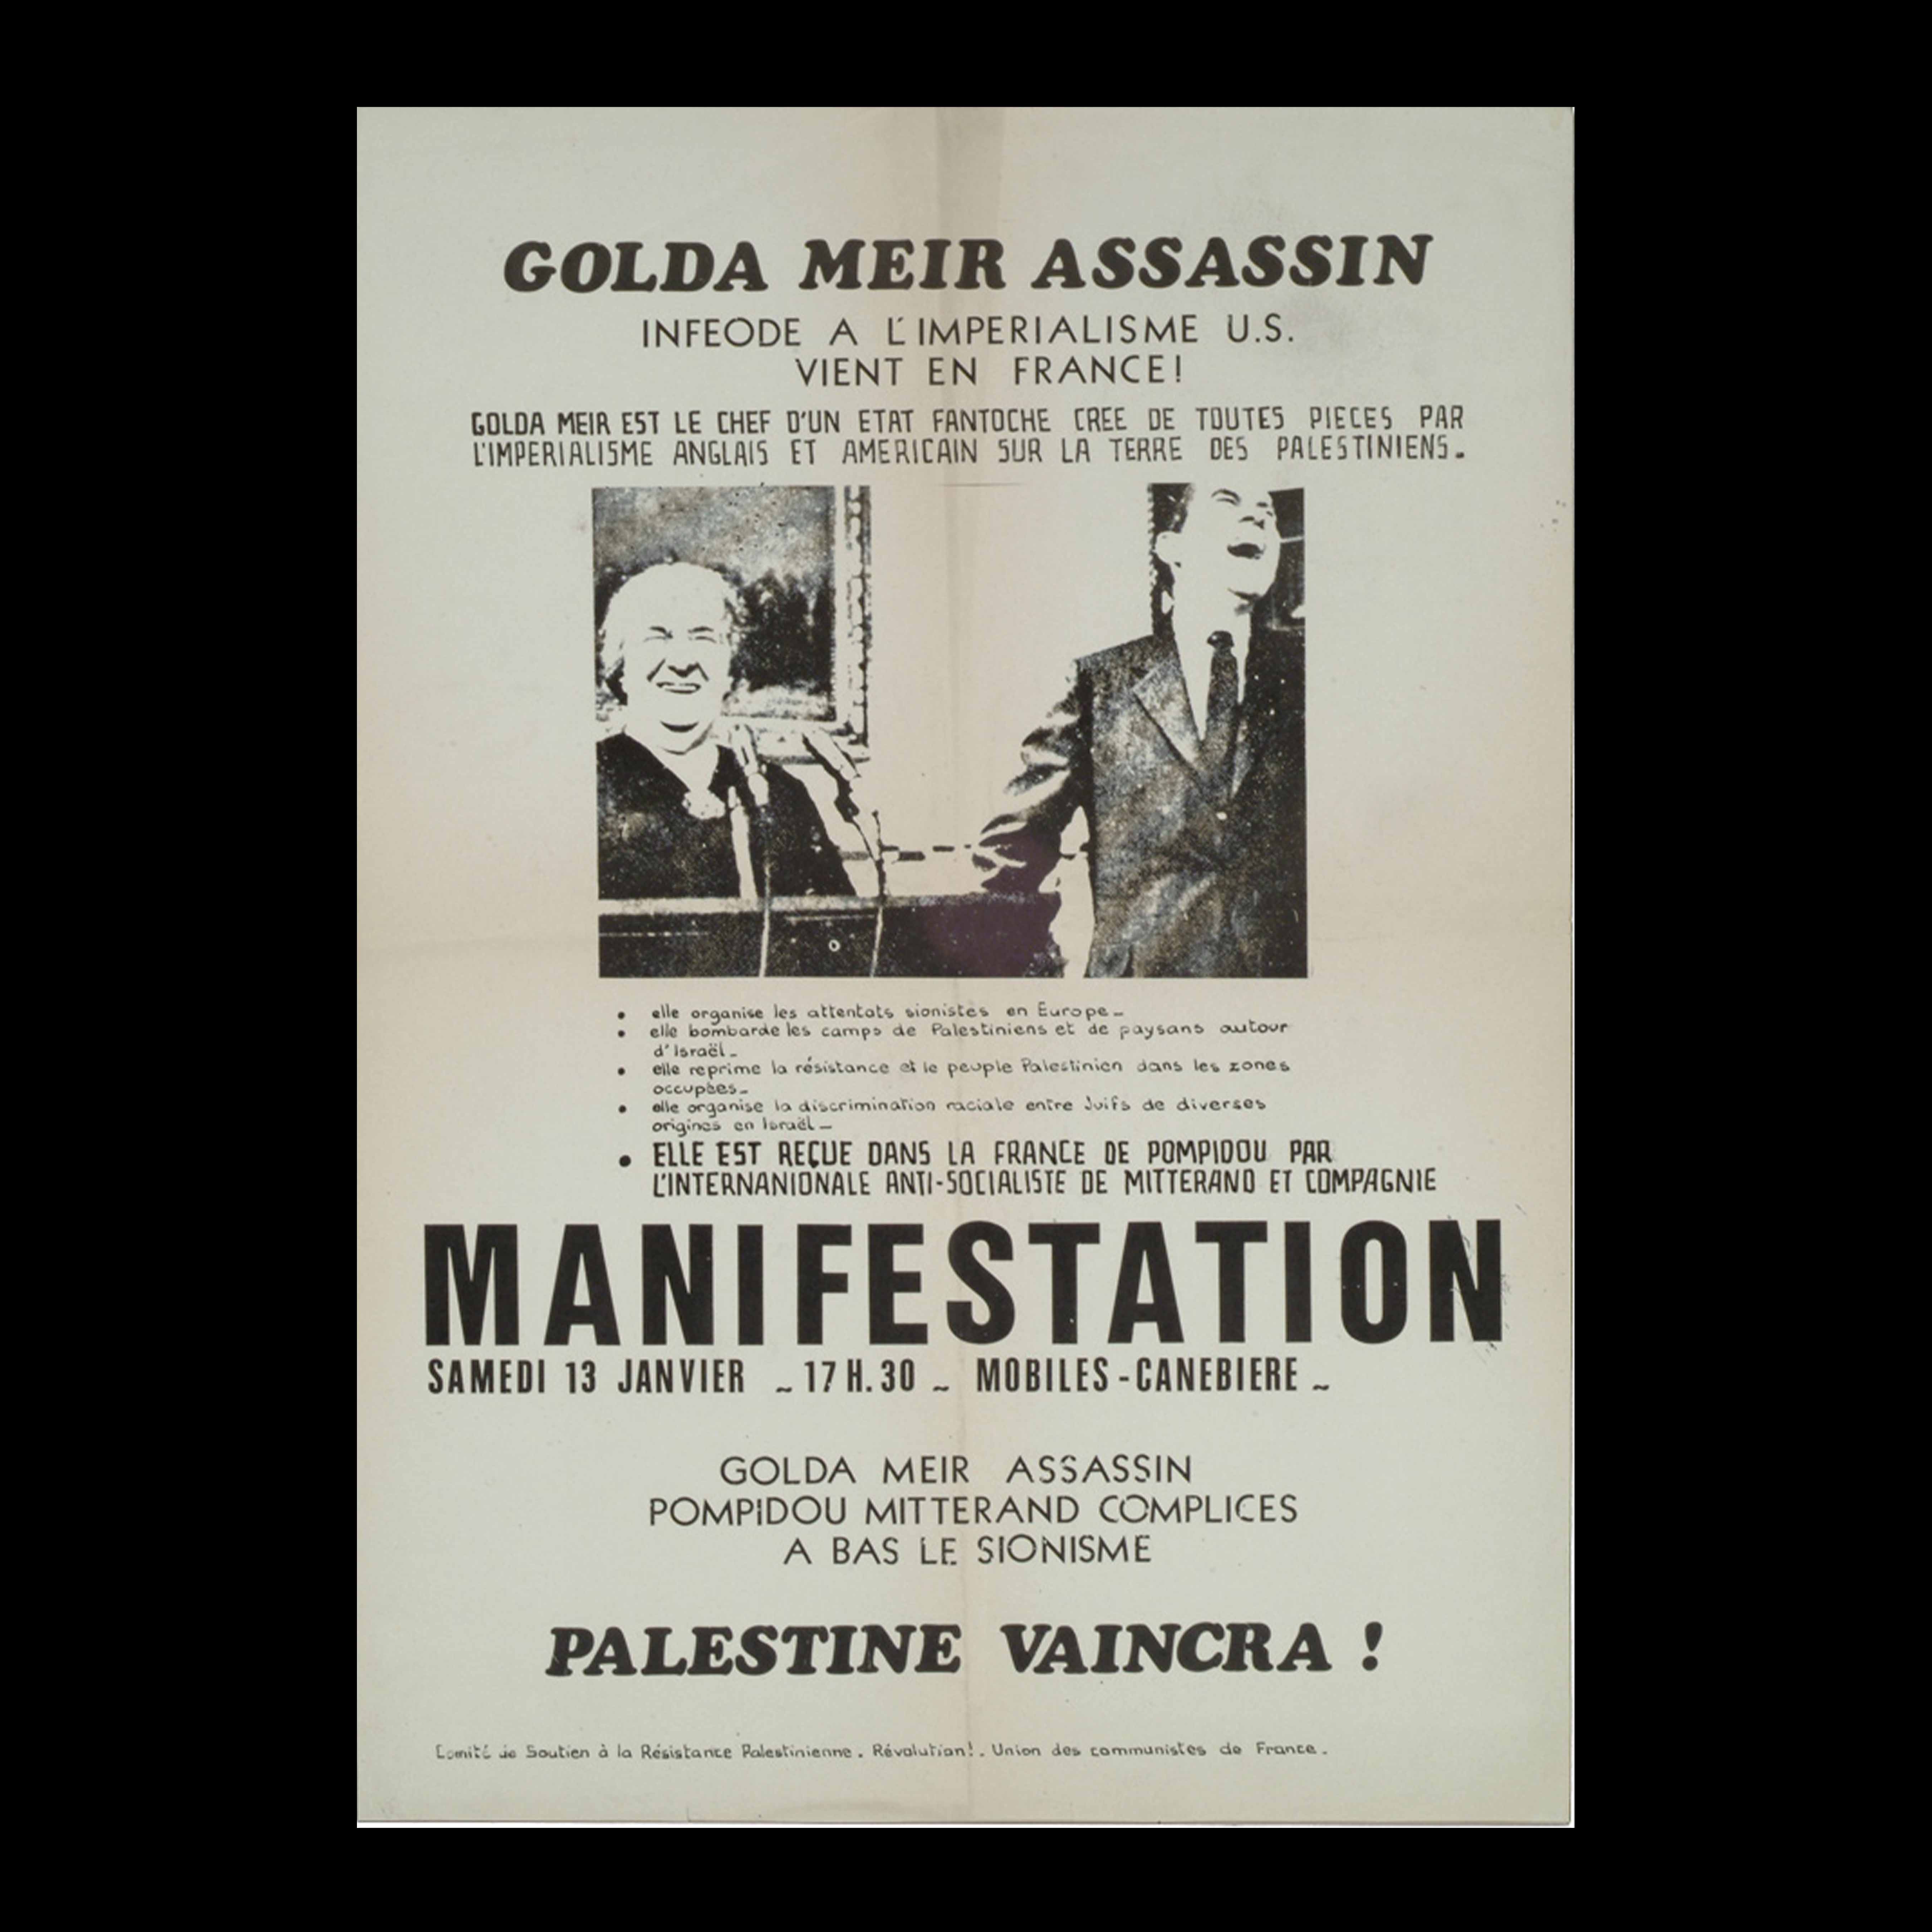 GOLDA MEIR ASSASSIN
INFEODE A L'IMPERIALISME U.S.
VIENT EN FRANCE!
GOLDA MEIR EST LE CHEF D'UN ETAT FANTOCHE CREE DE TOUTES PIECES PAR
L'IMPERIALISME ANGLAIS ET AMERICAIN SUR LA TERRE DES PALESTINIENS.
• elle organise les attentats sionistes en Europe_
• elle bombarde les camps de Palestiniens et de paysans autour
d'Israël_
• elle reprime la résistance et le peuple Palestinien dans les zones
occupées_
• elle organise la discrimination raciale entre Juifs de diverses
origines en Israël_
• ELLE EST REÇUE DANS LA FRANCE DE POMPIDOU PAR
L'INTERNANIONALE ANTI-SOCIALISTE DE MITTERAND ET COMPAGNIE
MANIFESTATION
SAMEDI 13 JANVIER ~ 17 H. 30 ~ MOBILES-CANEBIERE ~
GOLDA MEIR ASSASSIN
POMPIDOU MITTERAND COMPLICES
A BAS LE SIONISME
PALESTINE VAINCRA !
Comité de Soutien à la Résistance Palestinienne. Révolution!. Union des communistes de France.